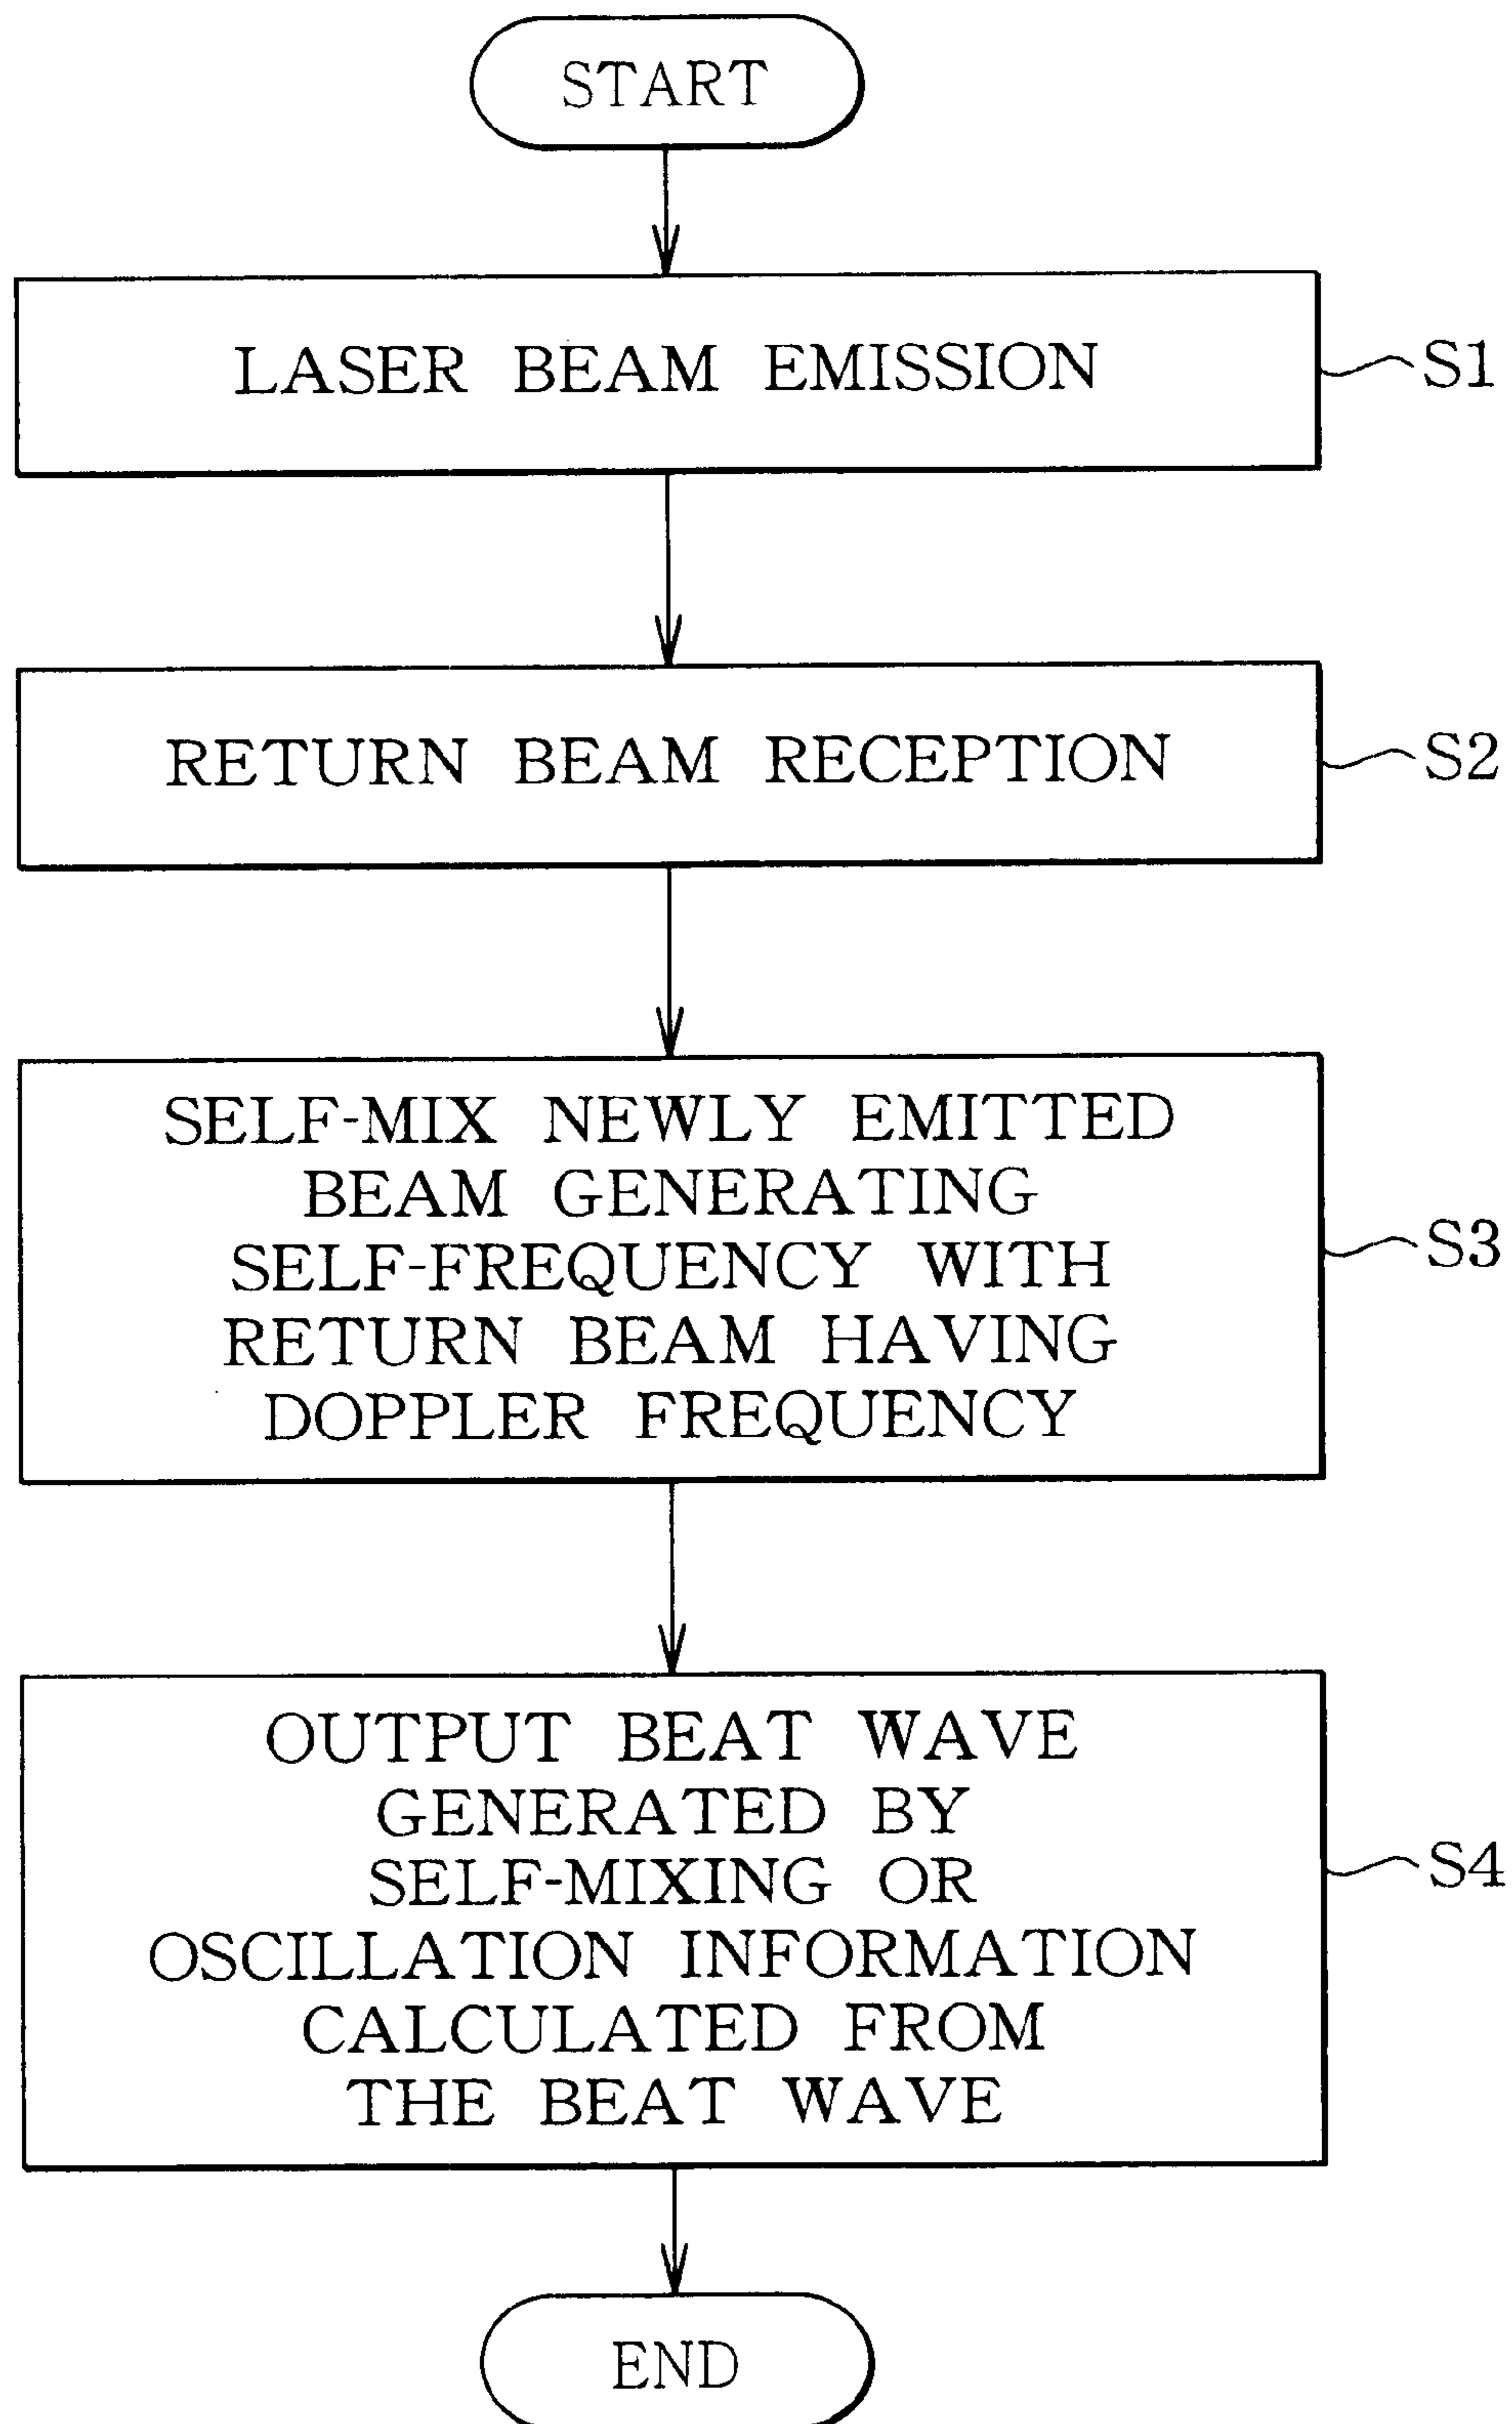 START
LASER BEAM EMISSION
S1
RETURN BEAM RECEPTION
S2
SELF-MIX NEWLY EMITTED
BEAM GENERATING
SELF-FREQUENCY WITH
RETURN BEAM HAVING
DOPPLER FREQUENCY
S3
OUTPUT BEAT WAVE
GENERATED BY
SELF-MIXING OR
OSCILLATION INFORMATION
CALCULATED FROM
THE BEAT WAVE
S4
END